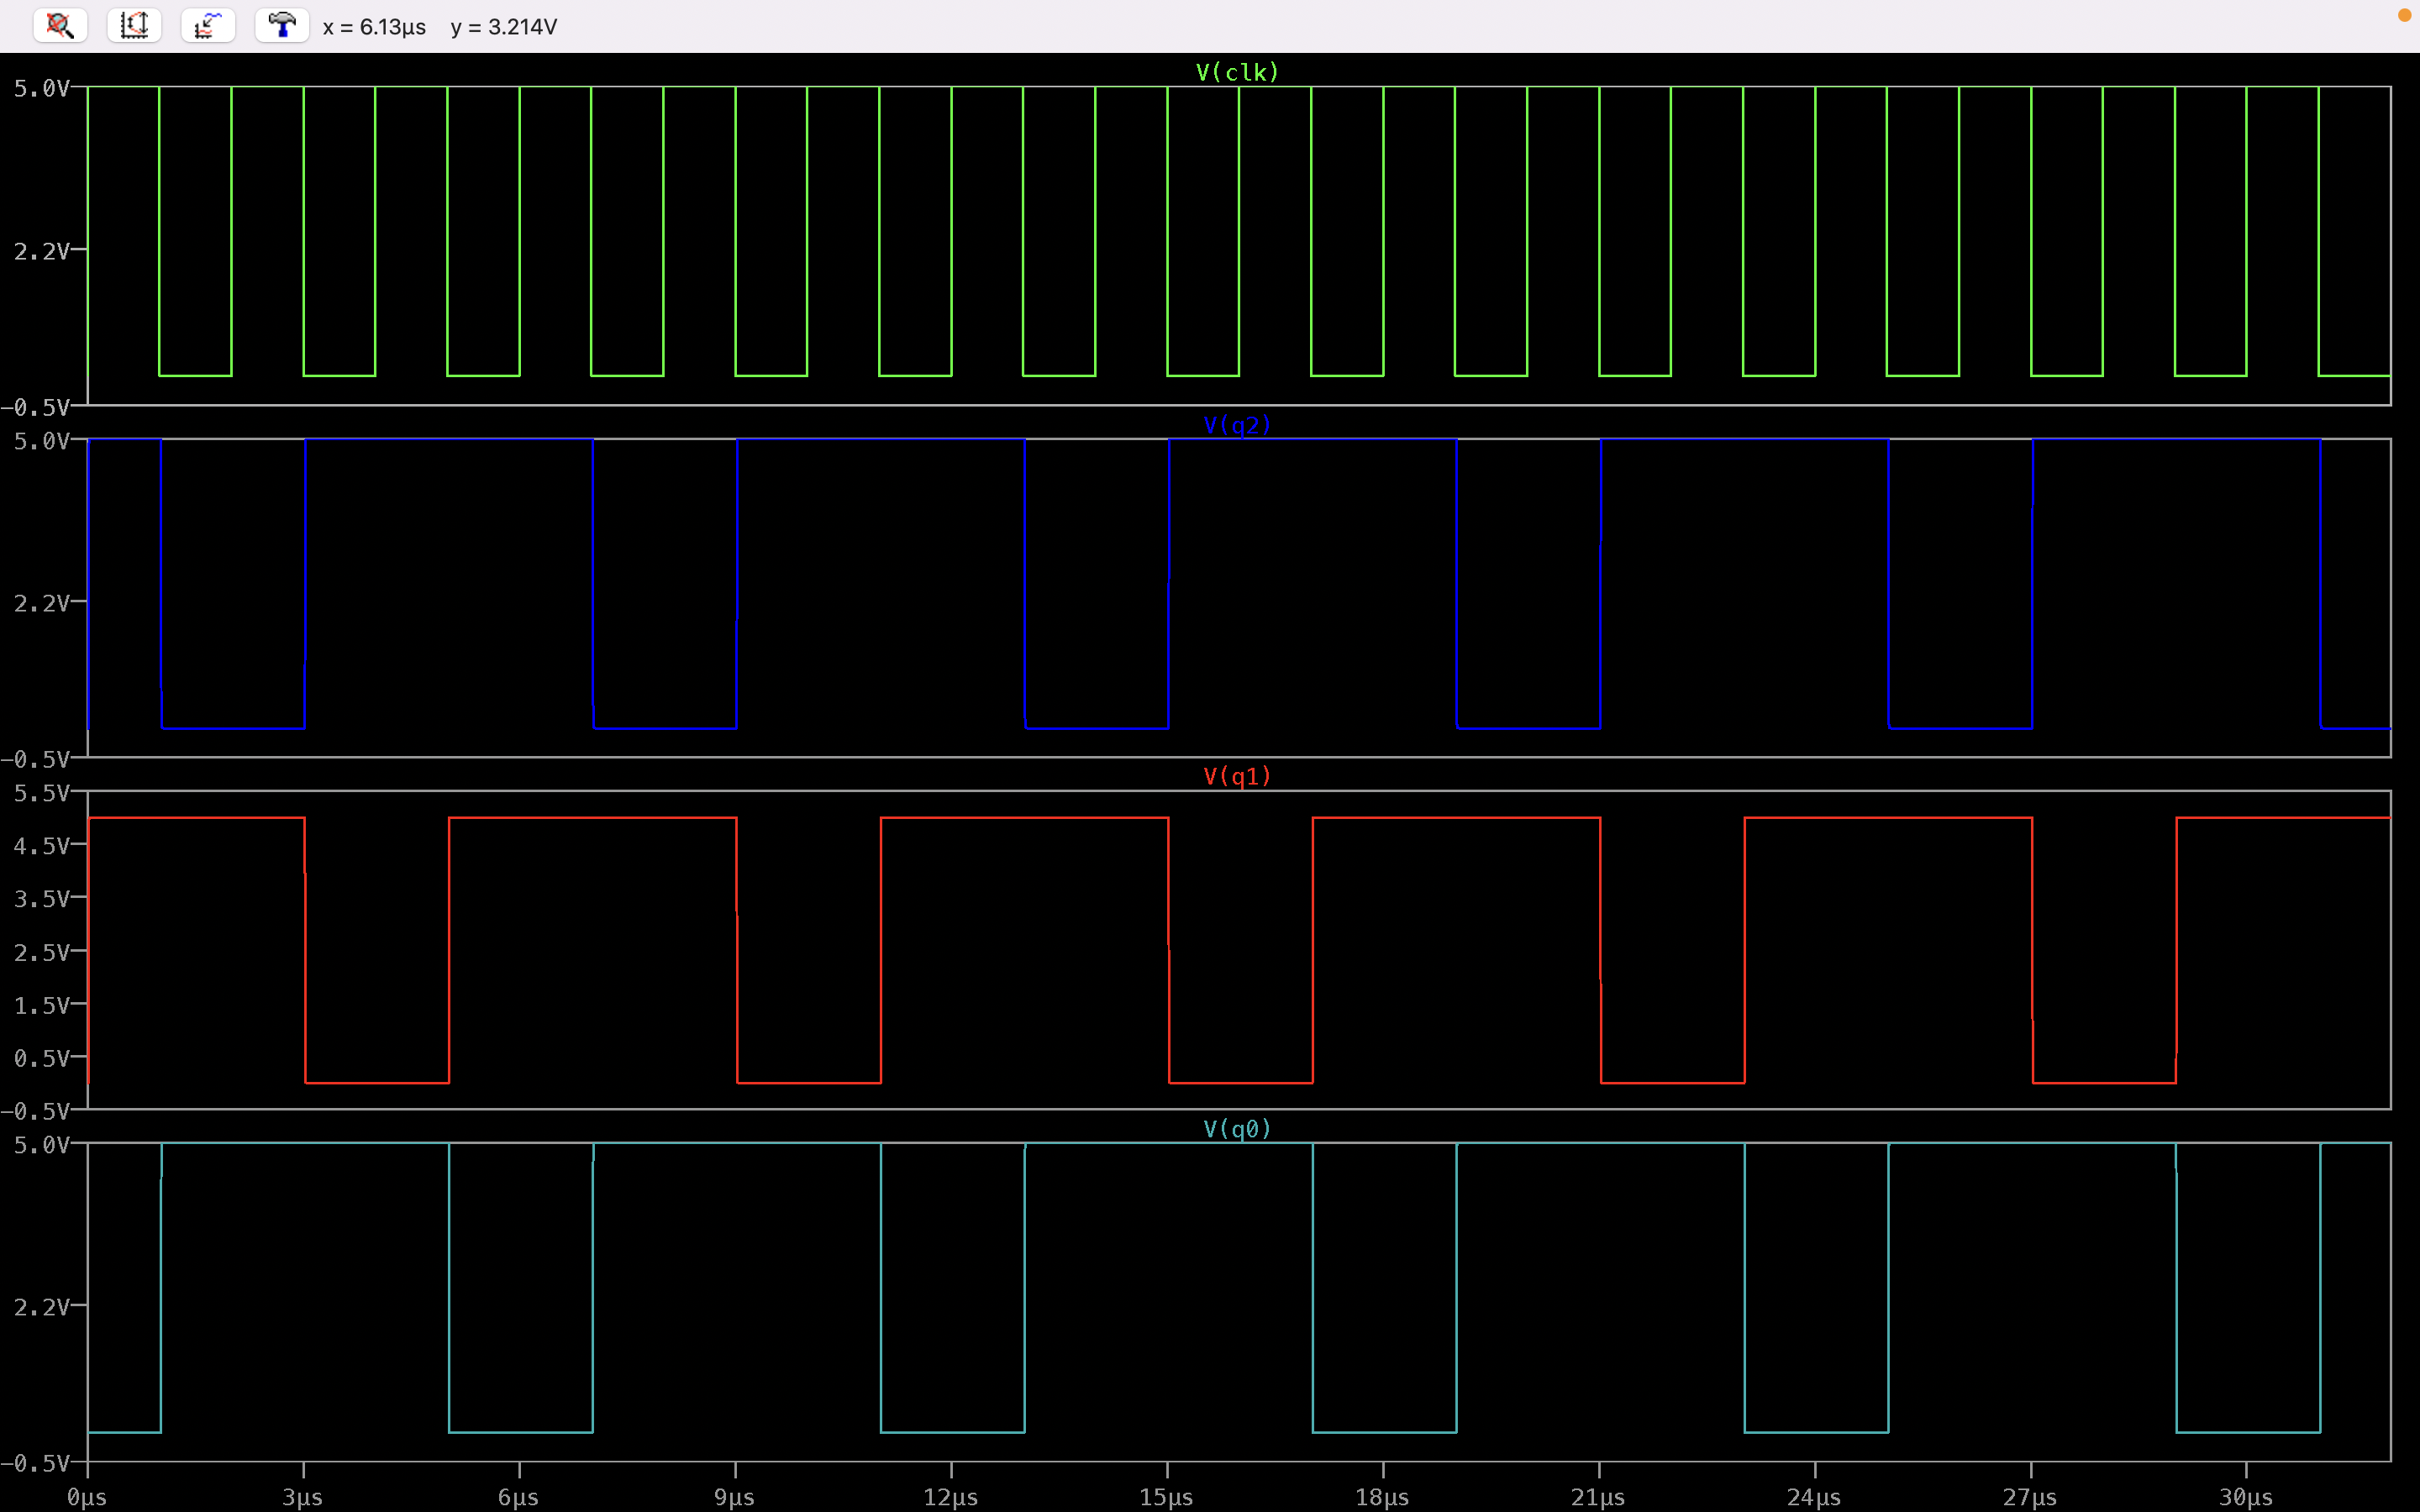 x = 6.13µs y = 3.214V
V(clk)
5.0V
2.2V
-0.5V
V(q2)
5.0V
2.2V
-0.5V
V(q1)
5.5V
4.5V
3.5V
2.5V
1.5V
0.5V
-0.5V
V(q0)
5.0V
2.2V
-0.5V
0µs 3µs 6µs 9µs 12µs 15µs 18µs 21µs 24µs 27µs 30µs